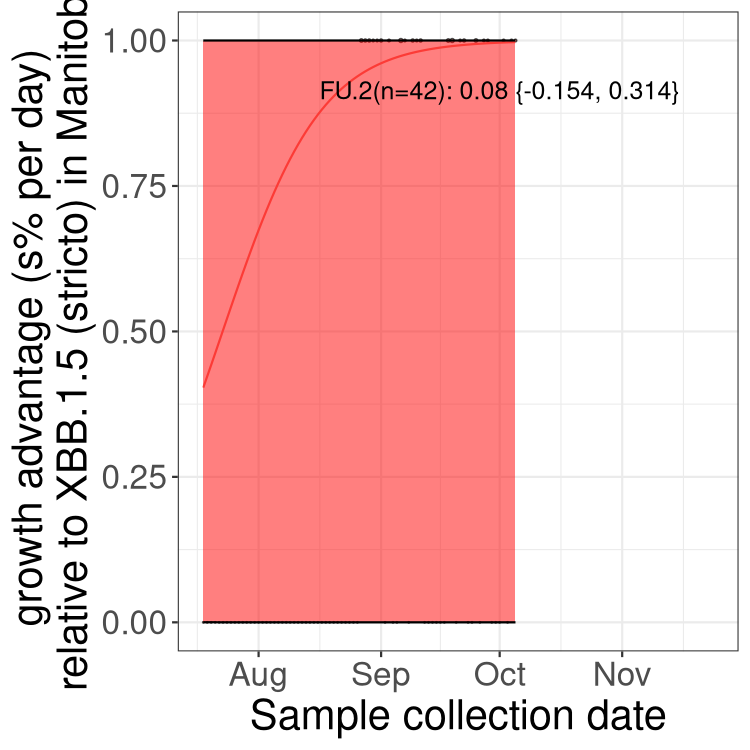 growth advantage (s% per day)
relative to XBB.1.5 (stricto) in Manitob
1.00
0.75
0.50
0.25
0.00
FU.2(n=42): 0.08 {-0.154, 0.314}
Aug Sep Oct Nov
Sample collection date